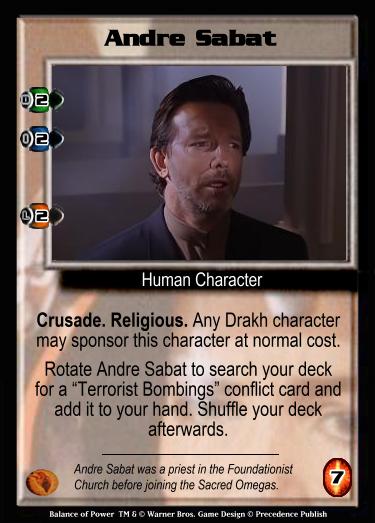 Andre Sabat
D 2
I 2
L 2
Human Character
Crusade. Religious. Any Drakh character
may sponsor this character at normal cost.
Rotate Andre Sabat to search your deck
for a “Terrorist Bombings” conflict card and
add it to your hand. Shuffle your deck
afterwards.
Andre Sabat was a priest in the Foundationist
Church before joining the Sacred Omegas.
7
Balance of Power TM & © Warner Bros. Game Design © Precedence Publish